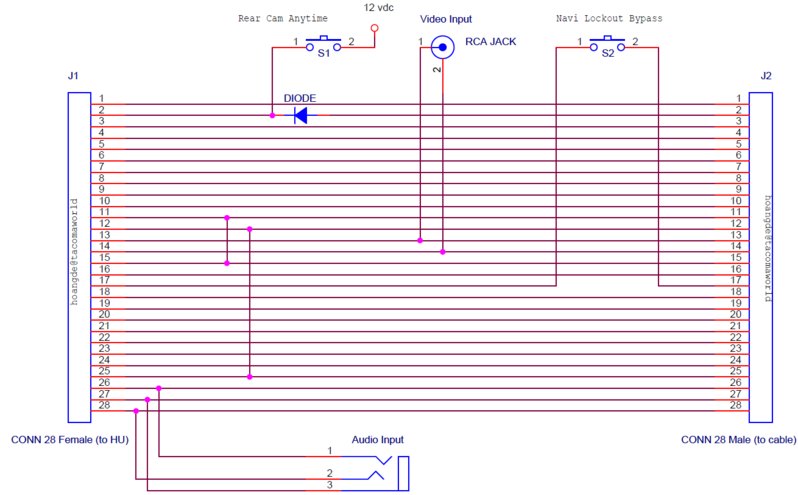 12 vdc
Rear Cam Anytime
Video Input
Navi Lockout Bypass
1 2
S1
1
RCA JACK
2
1 2
S2
J1
J2
DIODE
1 1
2 2
3 3
4 4
5 5
6 6
7 7
8 8
9 9
10 10
11 11
12 12
13 13
14 14
15 15
16 16
17 17
18 18
19 19
20 20
21 21
22 22
23 23
24 24
25 25
26 26
27 27
28 28
hoangde@tacomaworld
hoangde@tacomaworld
CONN 28 Female (to HU)
Audio Input
CONN 28 Male (to cable)
1
2
3